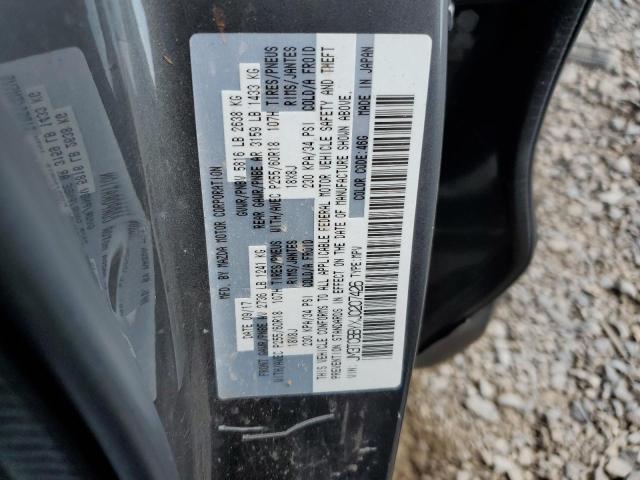 MFD. BY MAZDA MOTOR CORPORATION
DATE 09/17 GVWR/PNBV 5816 LB 2638 KG
FRONT GAWR/PNBE AV 2736 LB 1241 KG REAR GAWR/PNBE AR 3159 LB 1433 KG
WITH/AVEC P255/60R18 107H TIRES/PNEUS WITH/AVEC P255/60R18 107H TIRES/PNEUS
18X8J RIMS/JANTES 18X8J RIMS/JANTES
230 KPA/34 PSI COLD/A FROID 230 KPA/34 PSI COLD/A FROID
THIS VEHICLE CONFORMS TO ALL APPLICABLE FEDERAL MOTOR VEHICLE SAFETY AND THEFT
PREVENTION STANDARDS IN EFFECT ON THE DATE OF MANUFACTURE SHOWN ABOVE.
VIN: JM3TCBBYXJ0207426 TYPE:MPV COLOR CODE:46G MADE IN JAPAN